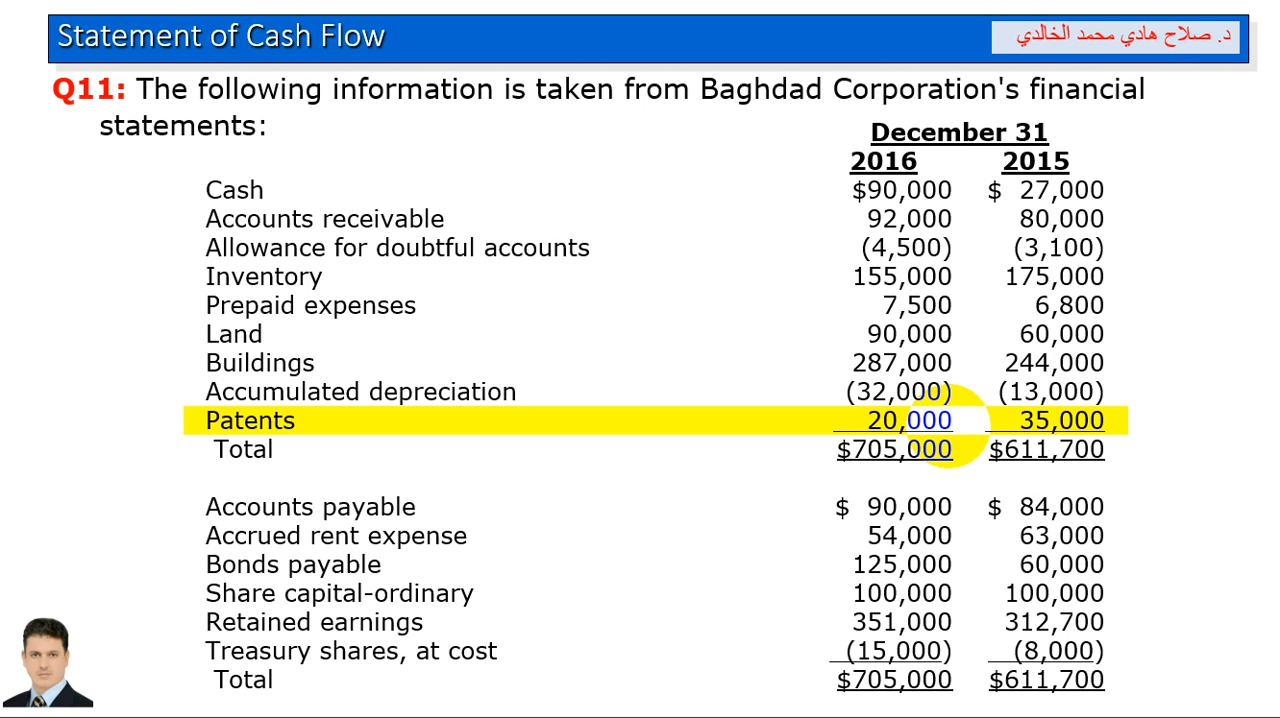 Statement of Cash Flow
د. صلاح هادي محمد الخالدي
Q11: The following information is taken from Baghdad Corporation's financial
statements:
December 31
2016 2015
Cash $90,000 $ 27,000
Accounts receivable 92,000 80,000
Allowance for doubtful accounts (4,500) (3,100)
Inventory 155,000 175,000
Prepaid expenses 7,500 6,800
Land 90,000 60,000
Buildings 287,000 244,000
Accumulated depreciation (32,000) (13,000)
Patents 20,000 35,000
Total $705,000 $611,700
Accounts payable $ 90,000 $ 84,000
Accrued rent expense 54,000 63,000
Bonds payable 125,000 60,000
Share capital-ordinary 100,000 100,000
Retained earnings 351,000 312,700
Treasury shares, at cost (15,000) (8,000)
Total $705,000 $611,700